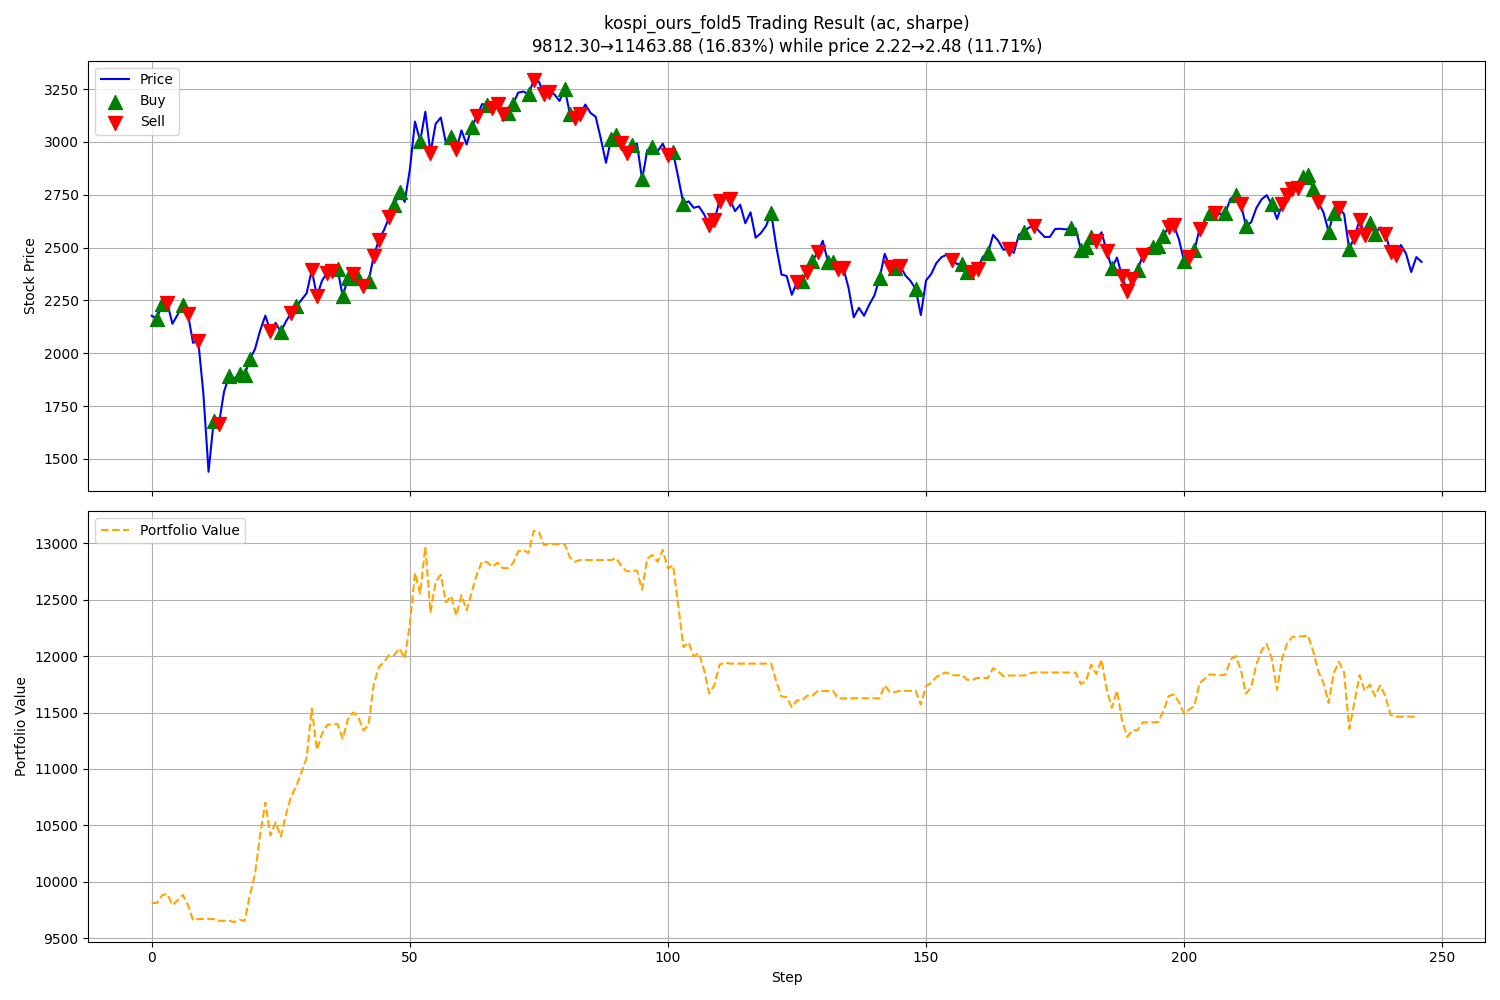 kospi_ours_fold5 Trading Result (ac, sharpe)
9812.30→11463.88 (16.83%) while price 2.22→2.48 (11.71%)
Price
Buy
Sell
Stock Price
3250
3000
2750
2500
2250
2000
1750
1500
Portfolio Value
Portfolio Value
13000
12500
12000
11500
11000
10500
10000
9500
0
50
100
150
200
250
Step